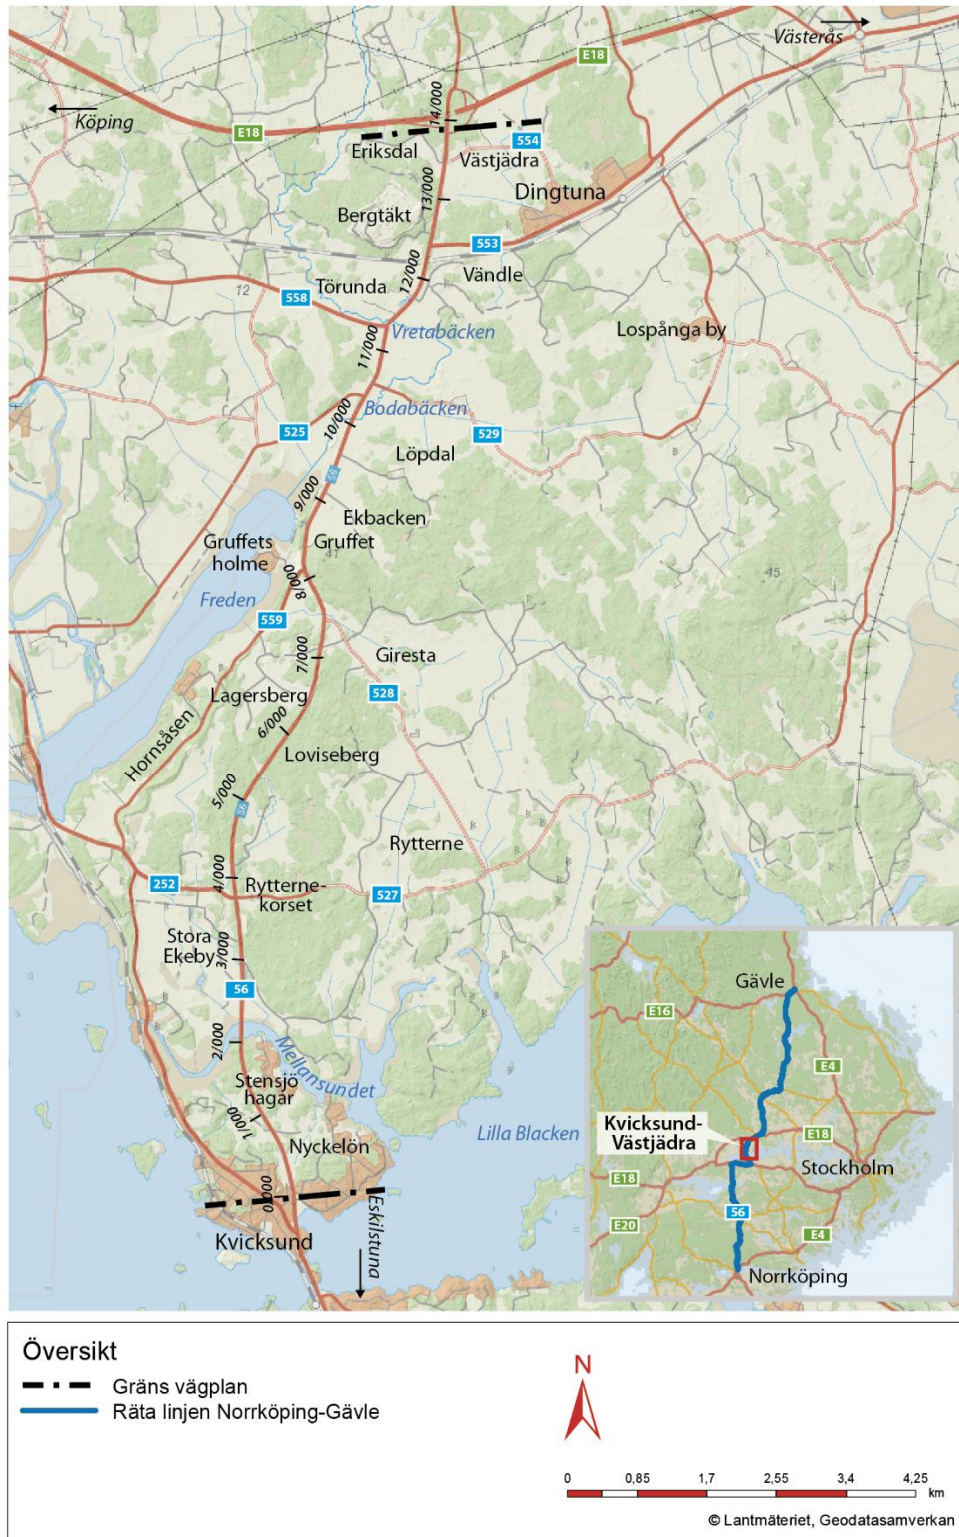 Västerås
E18
Köping
14/000
E18
Eriksdal
554
Västjädra
Dingtuna
13/000
Bergtäkt
553
Vändle
12/000
Törunda
12
558
Vretabäcken
Lospånga by
11/000
Bodabäcken
10/000
525
529
Löpdal
56
9/000
Ekbacken
Gruffets
holme
Gruffet
41
45
8/000
Freden
559
Giresta
7/000
528
Lagersberg
6/000
Hornsåsen
Loviseberg
5/000
56
Rytterne
4/000
252
Rytterne-
korset
527
Stora
Ekeby
3/000
56
2/000
Mellansundet
Stensjö
hagar
1/000
Nyckelön
Lilla Blacken
0/000
Eskilstuna
Kvicksund
Gävle
E16
E4
Kvicksund-
Västjädra
E18
Stockholm
E18
56
E20
E4
Norrköping
Översikt
Gräns vägplan
Räta linjen Norrköping-Gävle
N
0 0,85 1,7 2,55 3,4 4,25
km
© Lantmäteriet, Geodatasamverkan